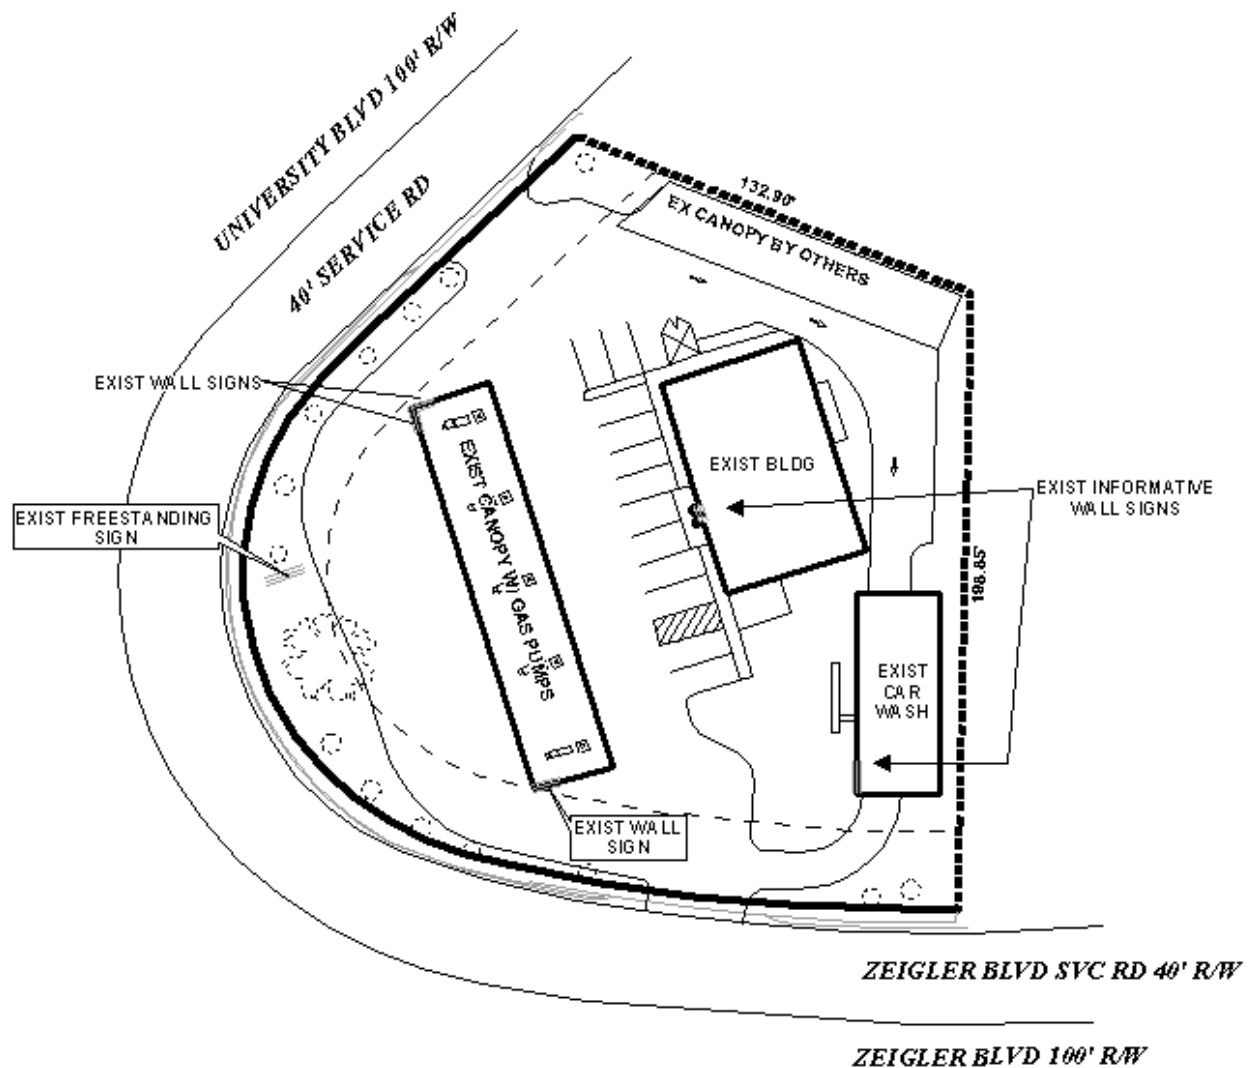 UNIVERSITY BLVD 100' R/W
40' SERVICE RD
132.90'
EX CANOPY BY OTHERS
EXIST WALL SIGNS
EXIST BLDG
EXIST INFORMATIVE
WALL SIGNS
EXIST FREESTANDING
SIGN
EXIST CANOPY W/ GAS PUMPS
198.85'
EXIST
CAR
WASH
EXIST WALL
SIGN
ZEIGLER BLVD SVC RD 40' R/W
ZEIGLER BLVD 100' R/W